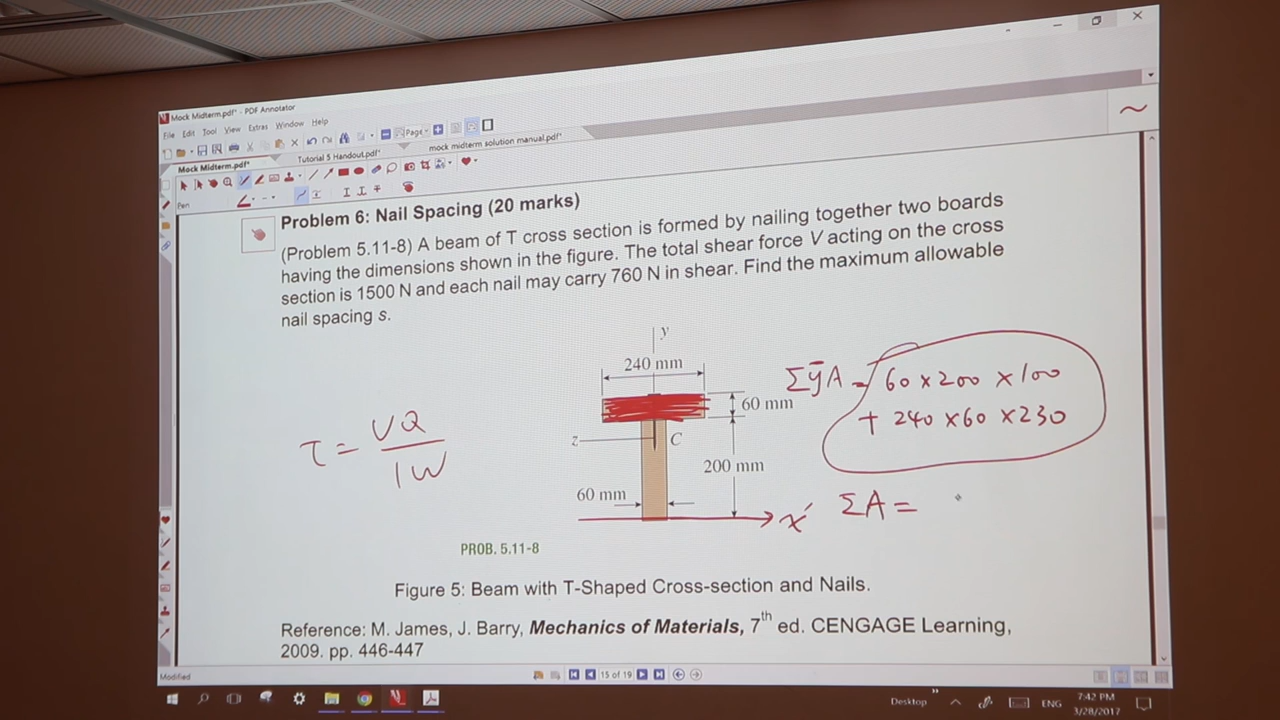 Mock Midterm.pdf* - PDF Annotator
File Edit Tool View Extras Window Help
Page
Mock Midterm.pdf* Tutorial 5 Handout.pdf* mock midterm solution manual.pdf*
Pen
Problem 6: Nail Spacing (20 marks)
(Problem 5.11-8) A beam of T cross section is formed by nailing together two boards
having the dimensions shown in the figure. The total shear force V acting on the cross
section is 1500 N and each nail may carry 760 N in shear. Find the maximum allowable
nail spacing s.
y
240 mm
60 mm
z
C
200 mm
60 mm
x'
τ = VQ / IW
ΣȳA = 60 x 200 x 100
+ 240 x 60 x 230
ΣA =
PROB. 5.11-8
Figure 5: Beam with T-Shaped Cross-section and Nails.
Reference: M. James, J. Barry, Mechanics of Materials, 7th ed. CENGAGE Learning,
2009. pp. 446-447
Modified
15 of 19
Desktop
ENG
7:42 PM
3/28/2017